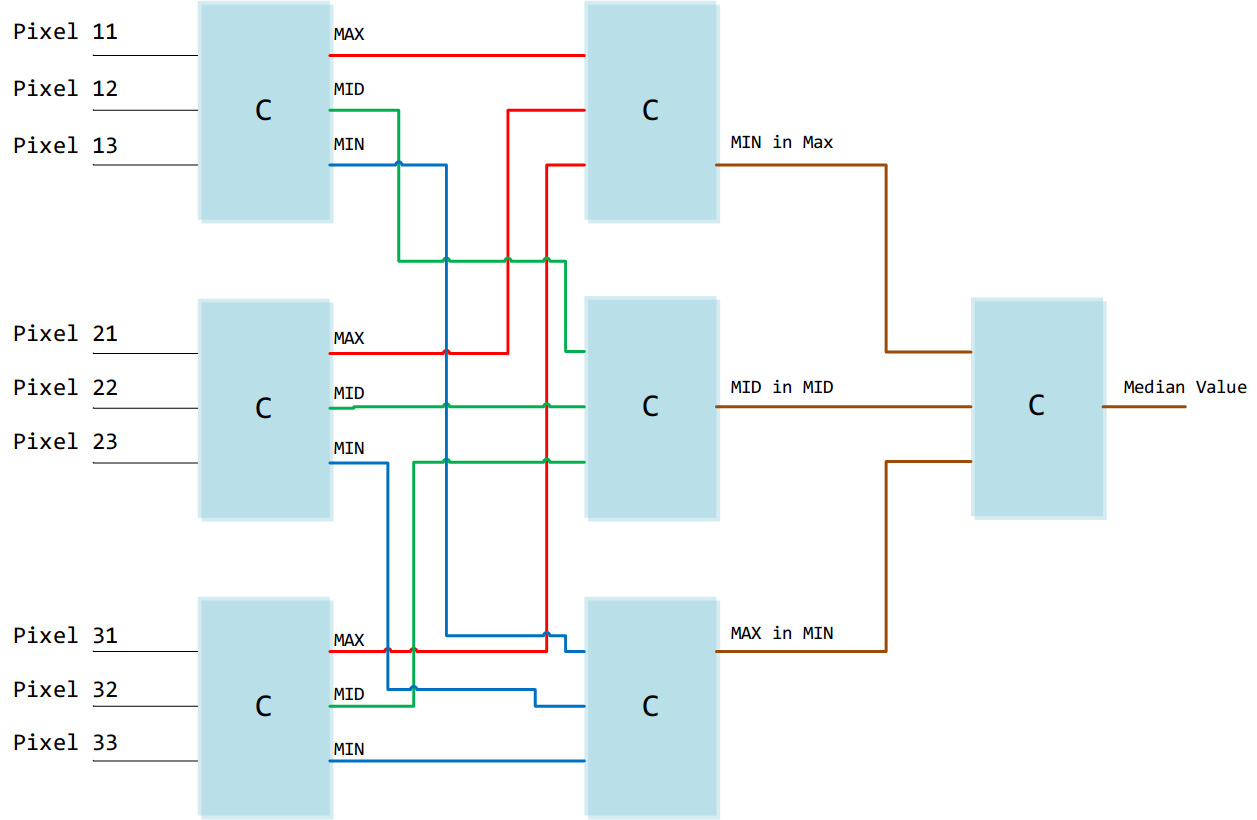 Pixel 11
MAX
Pixel 12
MID
C
C
Pixel 13
MIN
MIN in Max
Pixel 21
MAX
Pixel 22
MID
MID in MID
Median Value
C
C
C
Pixel 23
MIN
Pixel 31
MAX
MAX in MIN
Pixel 32
MID
C
C
Pixel 33
MIN